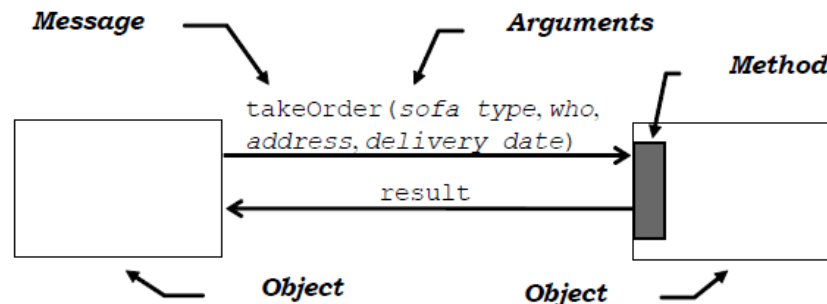 Message
Arguments
Method
takeOrder(sofa type, who,
address, delivery date)
result
Object
Object